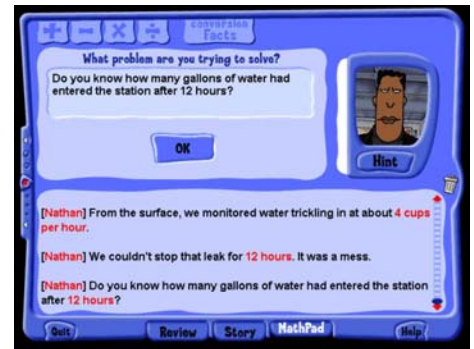 + − × ÷ conversion
Facts
What problem are you trying to solve?
Do you know how many gallons of water had
entered the station after 12 hours?
OK
Hint
[Nathan] From the surface, we monitored water trickling in at about 4 cups
per hour.
[Nathan] We couldn't stop that leak for 12 hours. It was a mess.
[Nathan] Do you know how many gallons of water had entered the station
after 12 hours?
Quit Review Story MathPad Help